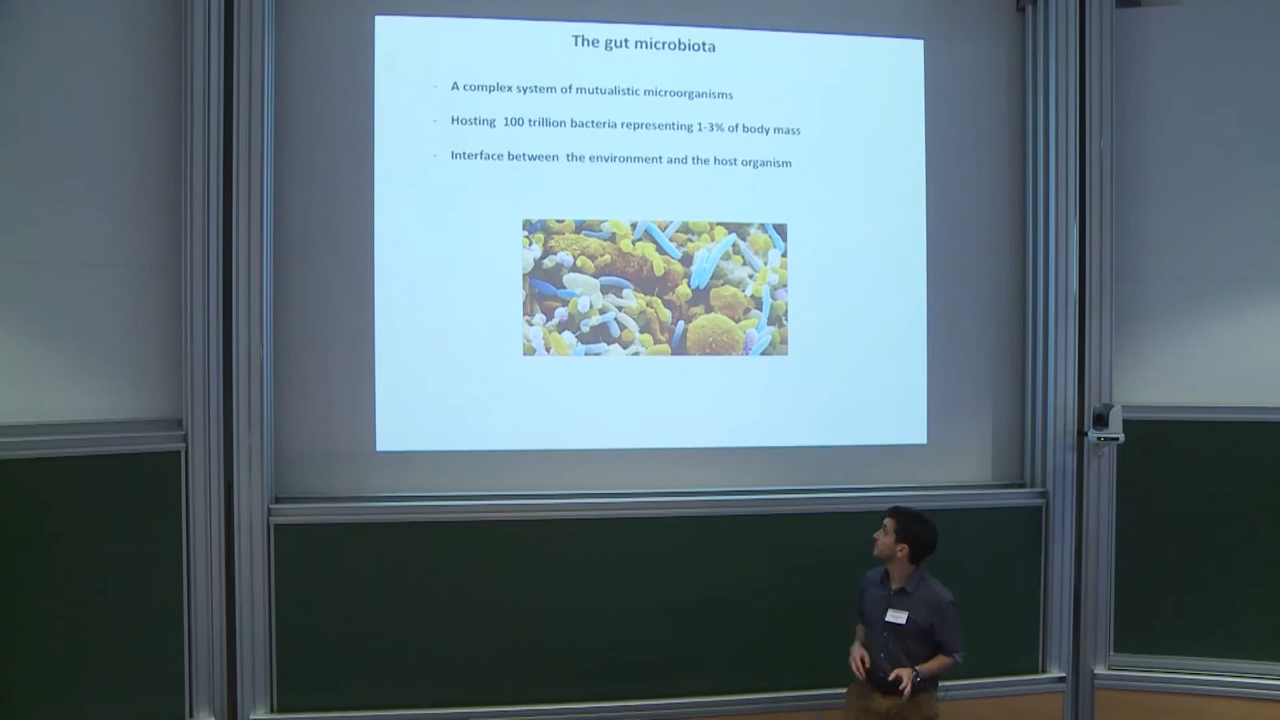 The gut microbiota
- A complex system of mutualistic microorganisms
- Hosting 100 trillion bacteria representing 1-3% of body mass
- Interface between the environment and the host organism